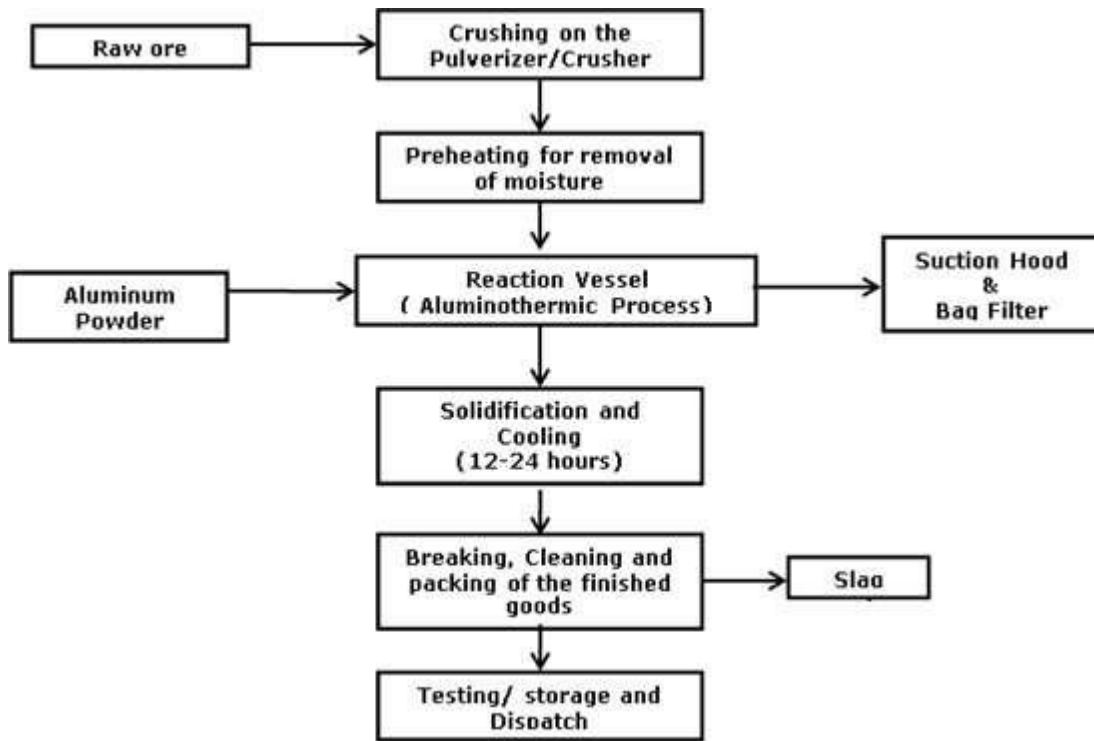 Raw ore
Crushing on the
Pulverizer/Crusher
Preheating for removal
of moisture
Aluminum
Powder
Reaction Vessel
( Aluminothermic Process)
Suction Hood
&
Bag Filter
Solidification and
Cooling
(12-24 hours)
Breaking, Cleaning and
packing of the finished
goods
Slag
Testing/ storage and
Dispatch